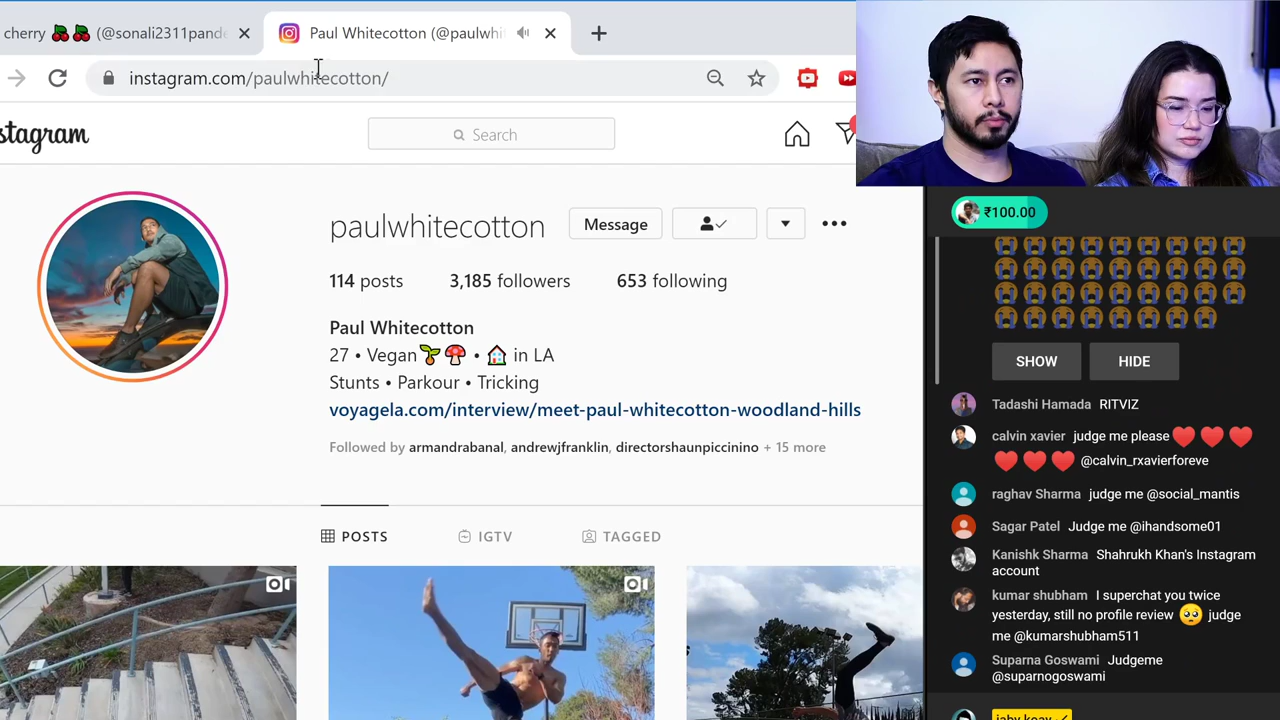 cherry 🍒🍒 (@sonali2311pand
Paul Whitecotton (@paulwhi
instagram.com/paulwhitecotton/
stagram
Search
paulwhitecotton
Message
114 posts
3,185 followers
653 following
Paul Whitecotton
27 • Vegan🌱🍄 • 🏠 in LA
Stunts • Parkour • Tricking
voyagela.com/interview/meet-paul-whitecotton-woodland-hills
Followed by armandrabanal, andrewjfranklin, directorshaunpiccinino + 15 more
POSTS
IGTV
TAGGED
₹100.00
😭😭😭😭😭😭😭😭😭
😭😭😭😭😭😭😭😭😭
😭😭😭😭😭😭😭😭😭
😭😭😭😭😭😭😭😭
SHOW
HIDE
Tadashi Hamada RITVIZ
calvin xavier judge me please❤️❤️❤️
❤️❤️❤️ @calvin_rxavierforeve
raghav Sharma judge me @social_mantis
Sagar Patel Judge me @ihandsome01
Kanishk Sharma Shahrukh Khan's Instagram
account
kumar shubham I superchat you twice
yesterday, still no profile review 🥺 judge
me @kumarshubham511
Suparna Goswami Judgeme
@suparnogoswami
jaby koay